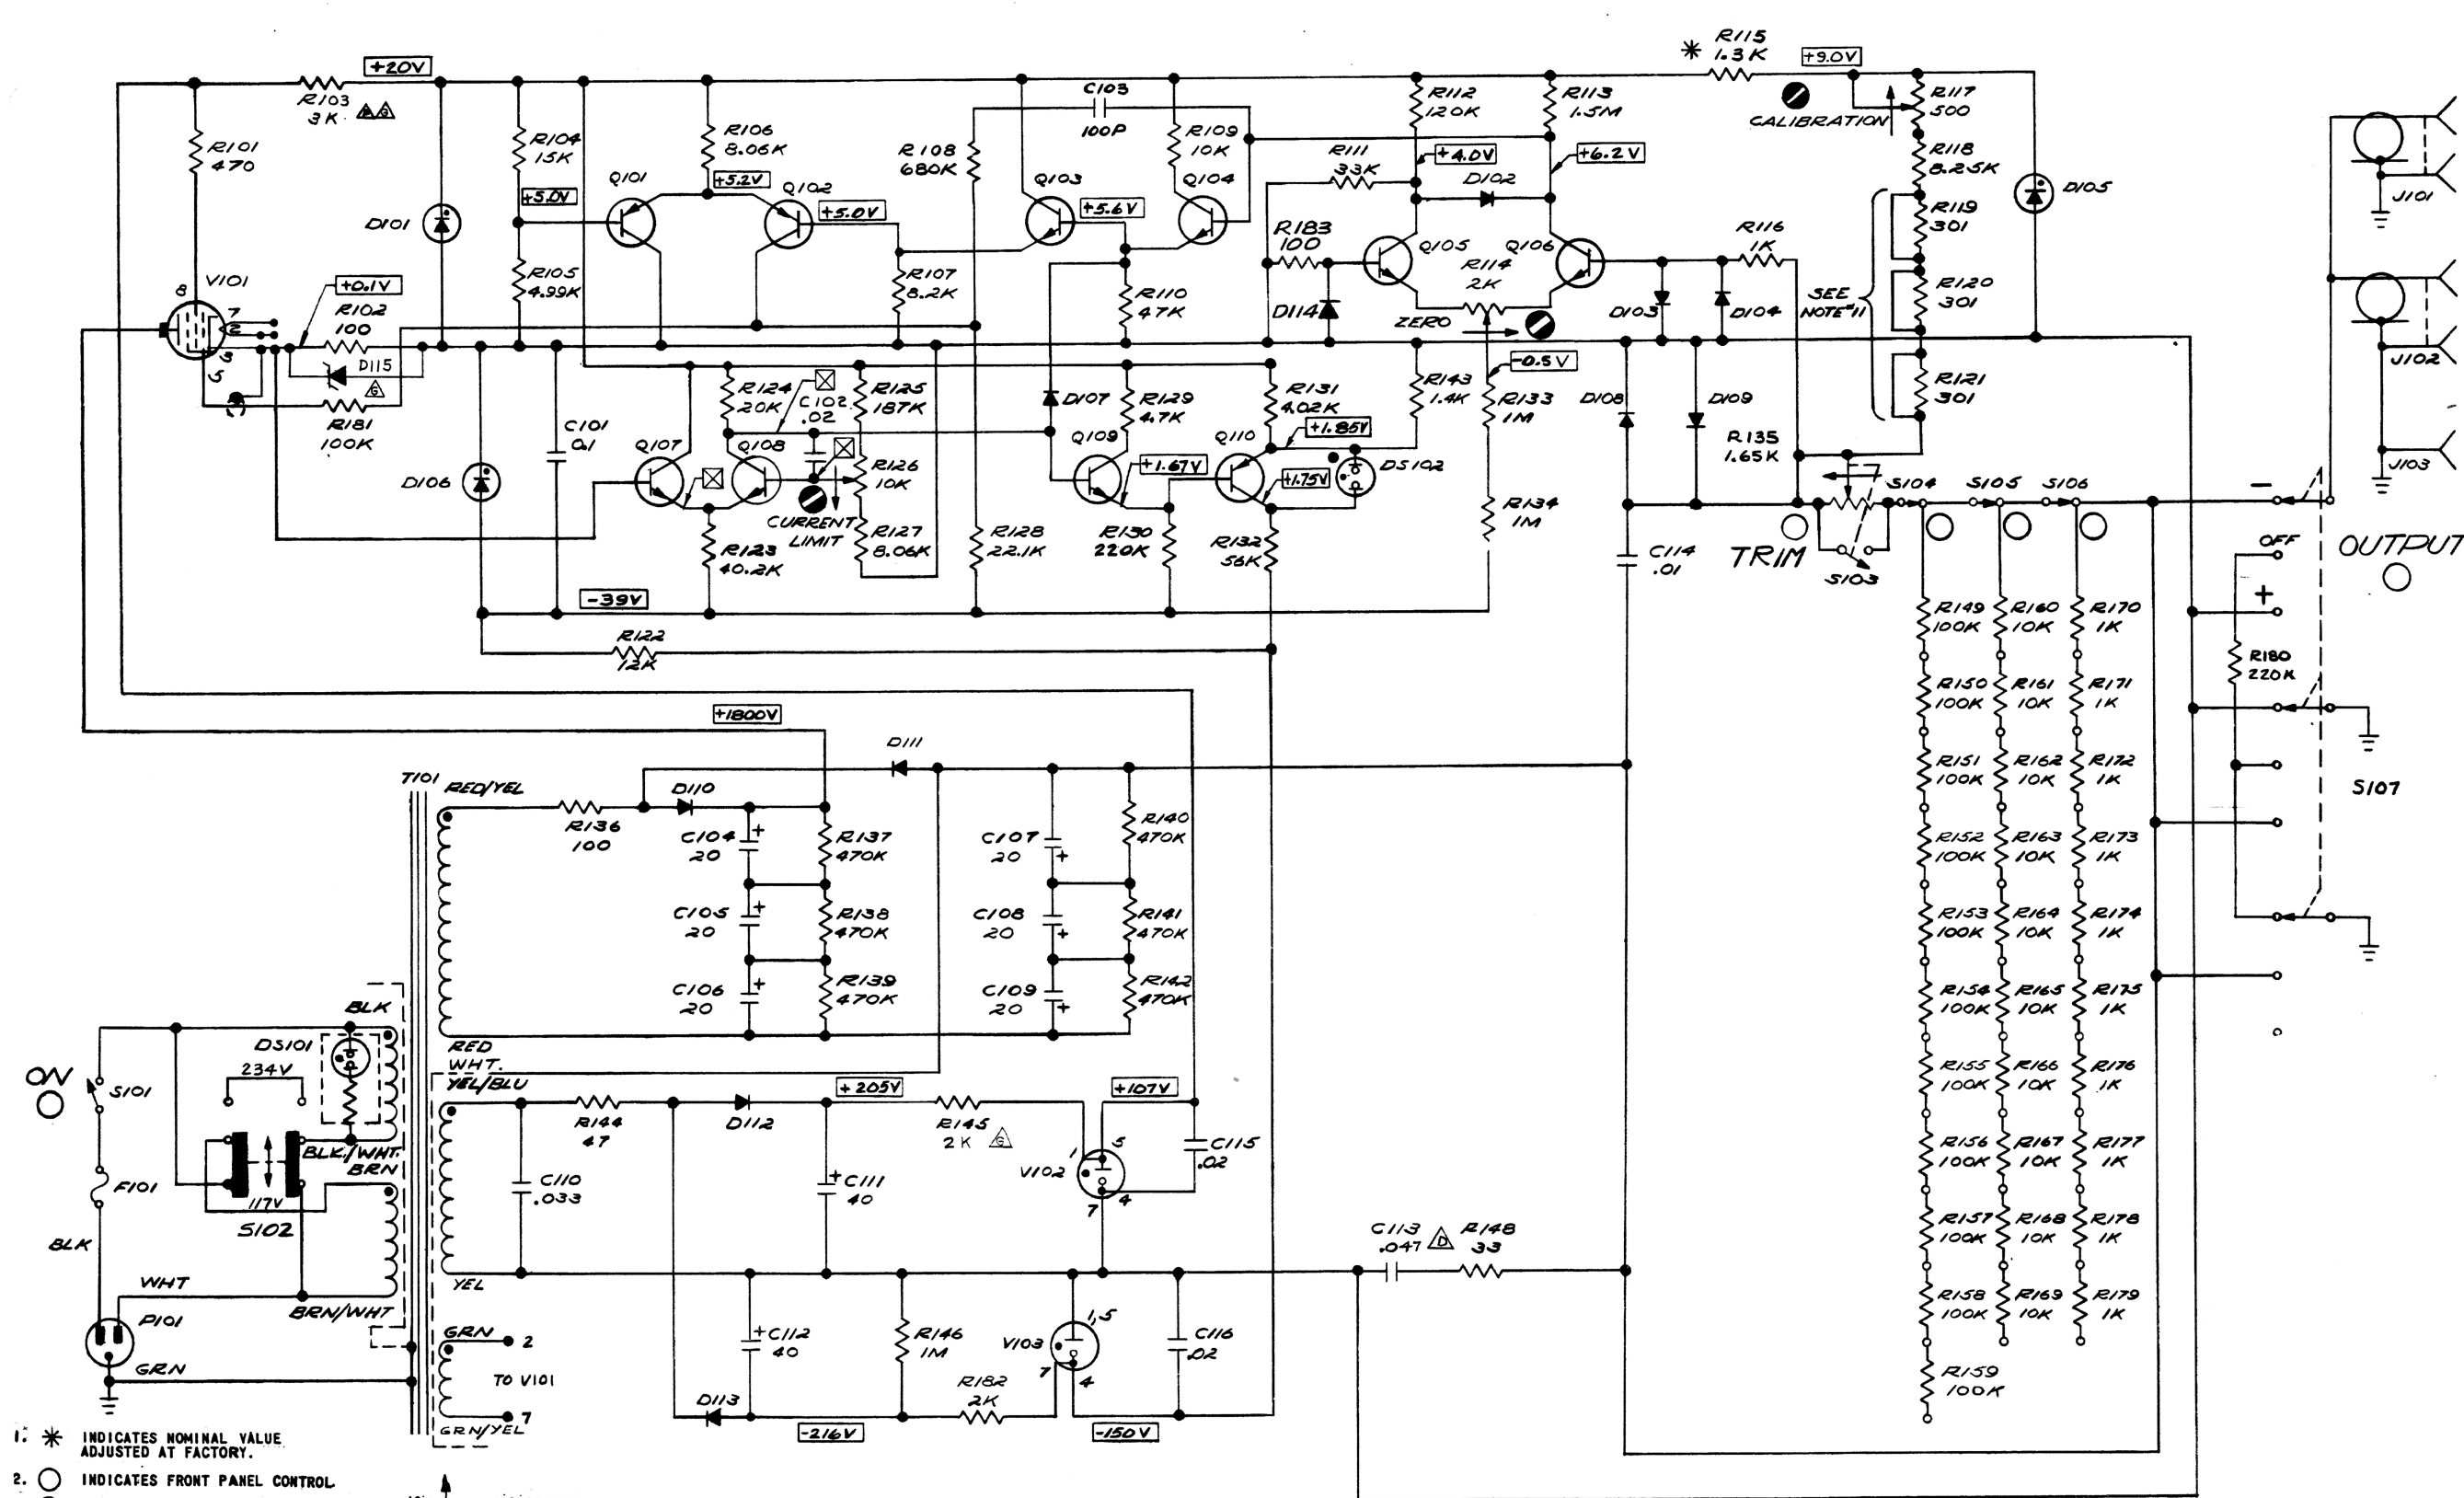 * R115
1.3K
+9.0V
+20V
R103
3K
C103
100P
R112
120K
R113
1.5M
R117
500
CALIBRATION
R101
470
R104
15K
R106
8.06K
R108
680K
R109
10K
R111
33K
+4.0V
+6.2V
R118
8.25K
J101
Q101
+5.2V
Q102
Q103
Q104
D102
+5.0V
+5.0V
+5.6V
D105
D101
R183
100
Q105
Q106
R114
2K
R116
1K
R119
301
V101
8
7
2
3
5
+0.1V
R102
100
R105
4.99K
R107
8.2K
R110
47K
D114
ZERO
D103
D104
SEE
NOTE #11
R120
301
J102
D115
G
-0.5V
R181
100K
C101
0.1
R124
20K
C102
.02
R125
187K
D107
R129
4.7K
R131
4.02K
R143
1.4K
R133
1M
D108
D109
R121
301
+1.85V
R135
1.65K
J103
D106
Q107
Q108
R126
10K
Q109
+1.67V
Q110
+1.75V
DS102
CURRENT
LIMIT
S104
S105
S106
-
R123
40.2K
R127
8.06K
R128
22.1K
R130
220K
R132
56K
R134
1M
C114
.01
TRIM
S103
OFF
OUTPUT
-39V
+
R122
12K
R149
100K
R160
10K
R170
1K
R180
220K
R150
100K
R161
10K
R171
1K
+1800V
D111
T101
RED/YEL
D110
R136
100
R151
100K
R162
10K
R172
1K
S107
C104
20
+
R137
470K
C107
20
+
R140
470K
R152
100K
R163
10K
R173
1K
C105
20
+
R138
470K
C108
20
+
R141
470K
R153
100K
R164
10K
R174
1K
C106
20
+
R139
470K
C109
20
+
R142
470K
R154
100K
R165
10K
R175
1K
BLK
DS101
RED
WHT.
YEL/BLU
234V
ON
S101
+205V
+107V
R155
100K
R166
10K
R176
1K
R144
47
D112
R145
2K
G
BLK/WHT.
BRN
V102
1
5
7
4
C115
.02
R156
100K
R167
10K
R177
1K
F101
117V
S102
C110
.033
+
C111
40
BLK
R157
100K
R168
10K
R178
1K
C113
.047
D
R148
33
WHT
YEL
BRN/WHT
P101
R158
100K
R169
10K
R179
1K
GRN
2
+
C112
40
R146
1M
V103
1,5
7
4
C116
.02
GRN
TO V101
7
GRN/YEL
D113
R182
2K
R159
100K
-216V
-150V
1. * INDICATES NOMINAL VALUE
ADJUSTED AT FACTORY.
2. INDICATES FRONT PANEL CONTROL